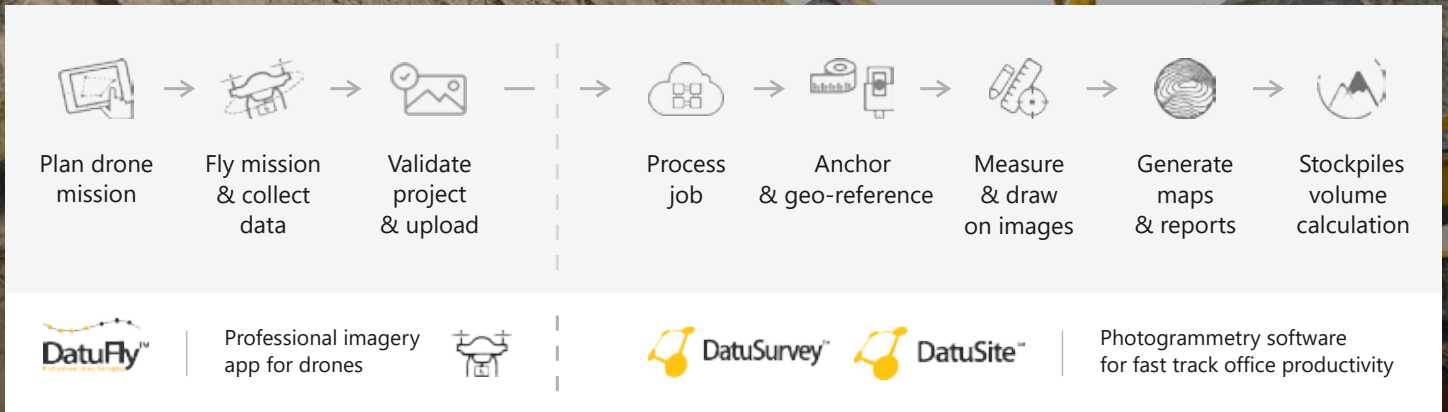 Plan drone
mission
Fly mission
& collect
data
Validate
project
& upload
Process
job
Anchor
& geo-reference
Measure
& draw
on images
Generate
maps
& reports
Stockpiles
volume
calculation
DatuFly™
Professional imagery
app for drones
DatuSurvey™
DatuSite™
Photogrammetry software
for fast track office productivity